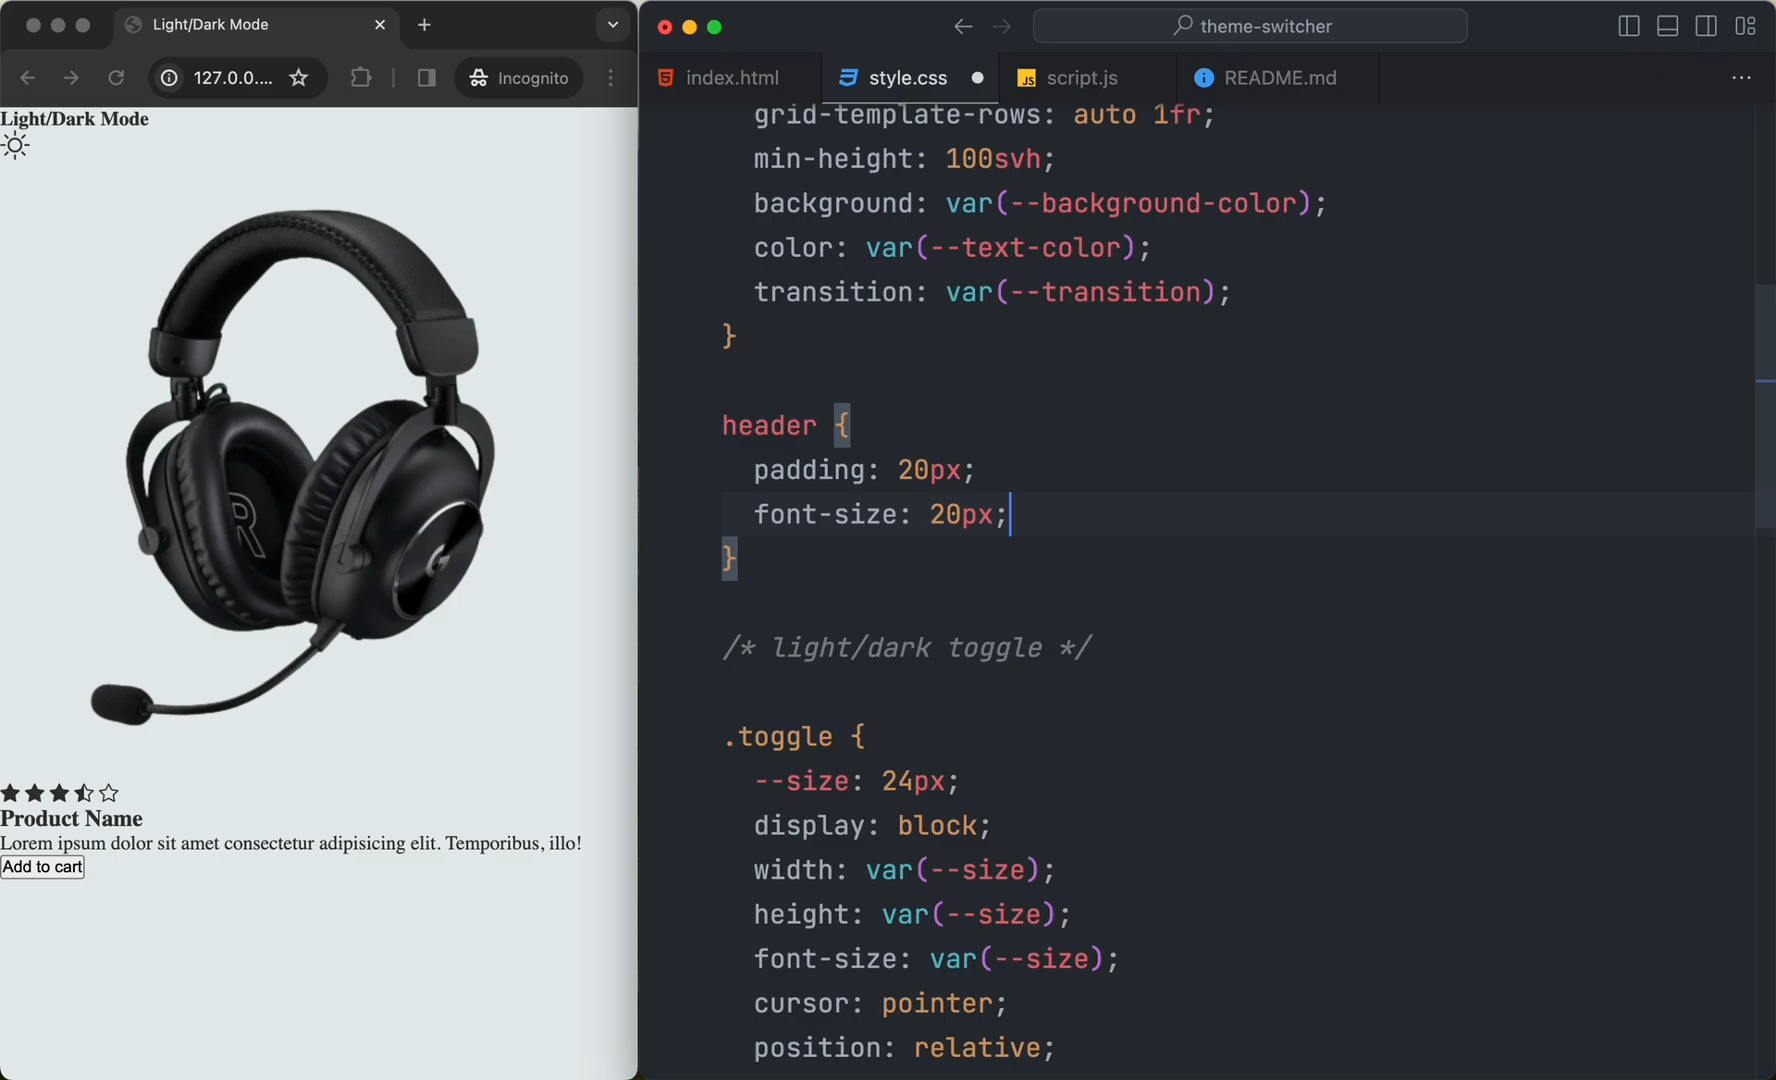 Light/Dark Mode
127.0.0....
Incognito
Light/Dark Mode
R
G
Product Name
Lorem ipsum dolor sit amet consectetur adipisicing elit. Temporibus, illo!
Add to cart
theme-switcher
index.html
style.css
JS script.js
README.md
grid-template-rows: auto 1fr;
min-height: 100svh;
background: var(--background-color);
color: var(--text-color);
transition: var(--transition);
}
header {
padding: 20px;
font-size: 20px;
}
/* light/dark toggle */
.toggle {
--size: 24px;
display: block;
width: var(--size);
height: var(--size);
font-size: var(--size);
cursor: pointer;
position: relative;